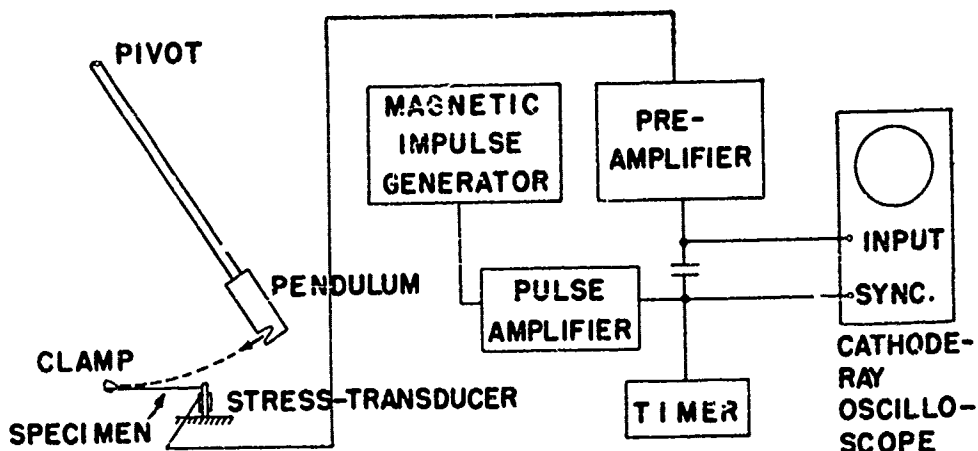 PIVOT
MAGNETIC
IMPULSE
GENERATOR
PRE-
AMPLIFIER
INPUT
PENDULUM
PULSE
AMPLIFIER
SYNC.
CLAMP
STRESS-TRANSDUCER
SPECIMEN
TIMER
CATHODE-
RAY
OSCILLO-
SCOPE